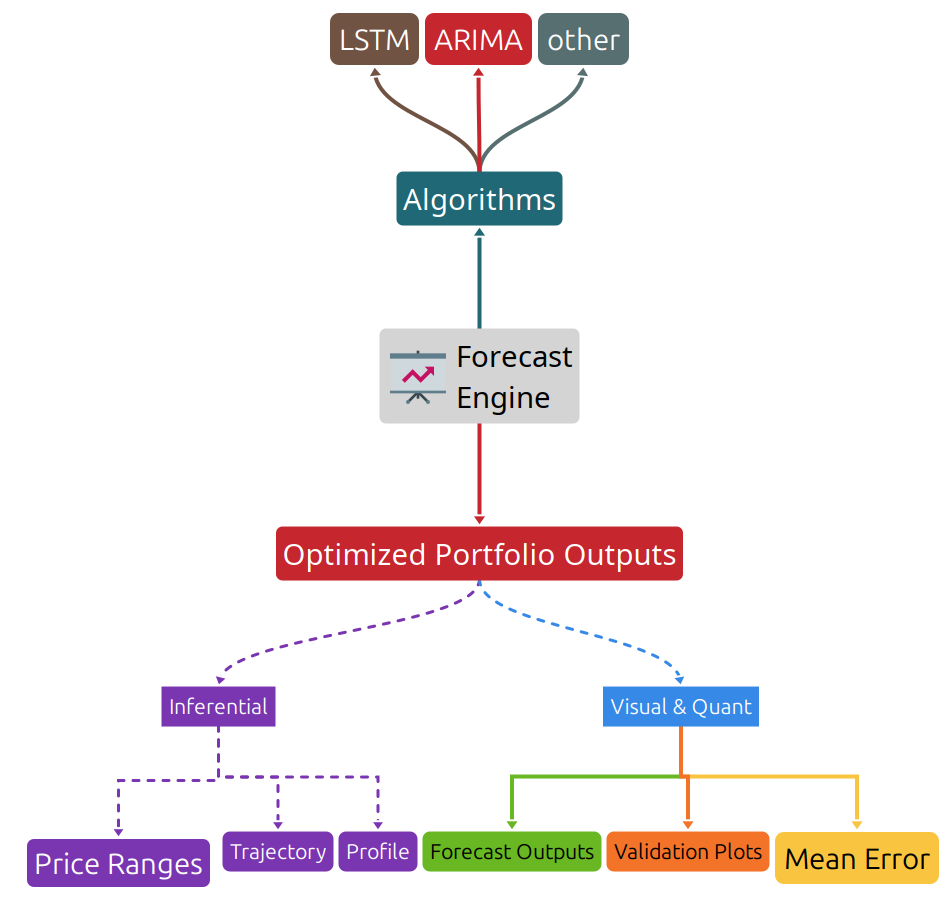 LSTM
ARIMA
other
Algorithms
Forecast
Engine
Optimized Portfolio Outputs
Inferential
Visual & Quant
Price Ranges
Trajectory
Profile
Forecast Outputs
Validation Plots
Mean Error